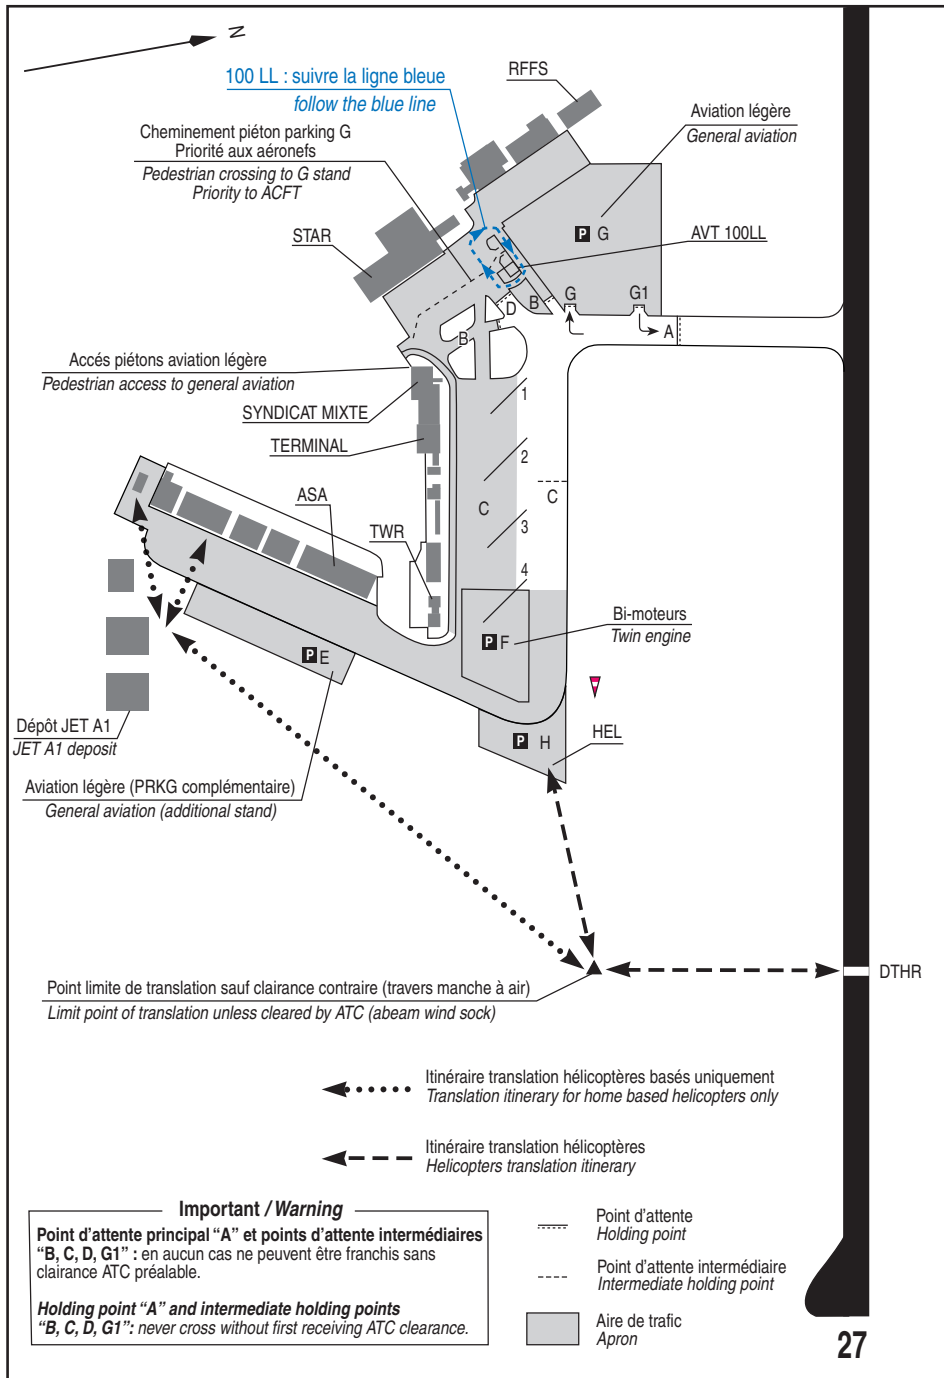 N
100 LL : suivre la ligne bleue
follow the blue line
RFFS
Cheminement piéton parking G
Priorité aux aéronefs
Pedestrian crossing to G stand
Priority to ACFT
Aviation légère
General aviation
STAR
P G
AVT 100LL
G
G1
B
D
A
B
Accés piétons aviation légère
Pedestrian access to general aviation
1
SYNDICAT MIXTE
TERMINAL
2
ASA
C
C
3
TWR
4
Bi-moteurs
Twin engine
P F
P E
Dépôt JET A1
JET A1 deposit
P H
HEL
Aviation légère (PRKG complémentaire)
General aviation (additional stand)
DTHR
Point limite de translation sauf clairance contraire (travers manche à air)
Limit point of translation unless cleared by ATC (abeam wind sock)
Itinéraire translation hélicoptères basés uniquement
Translation itinerary for home based helicopters only
Itinéraire translation hélicoptères
Helicopters translation itinerary
Important / Warning
Point d'attente principal “A” et points d'attente intermédiaires
“B, C, D, G1” : en aucun cas ne peuvent être franchis sans
clairance ATC préalable.
Holding point “A” and intermediate holding points
“B, C, D, G1”: never cross without first receiving ATC clearance.
Point d'attente
Holding point
Point d'attente intermédiaire
Intermediate holding point
Aire de trafic
Apron
27